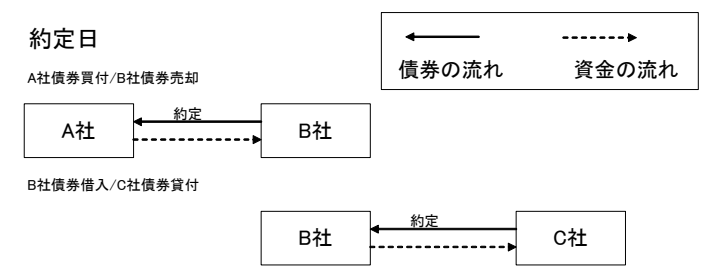 約定日
債券の流れ 資金の流れ
A社債券買付/B社債券売却
A社 約定 B社
B社債券借入/C社債券貸付
B社 約定 C社